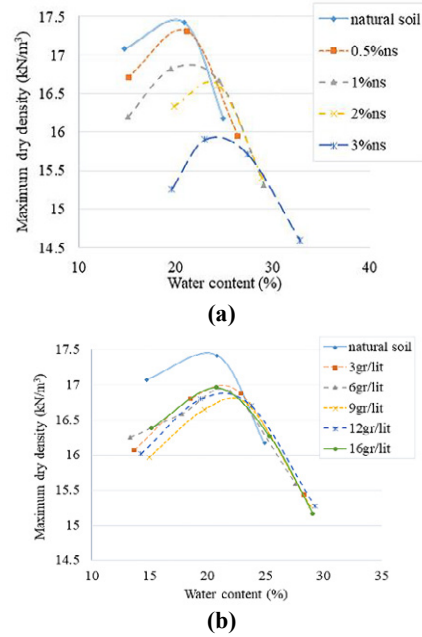 17.5
17
16.5
16
15.5
15
14.5
Maximum dry density (kN/m³)
0
10
20
30
40
Water content (%)
natural soil
0.5%ns
1%ns
2%ns
3%ns
(a)
17.5
17
16.5
16
15.5
15
14.5
Maximum dry density (kN/m³)
10
15
20
25
30
35
Water content (%)
natural soil
3gr/lit
6gr/lit
9gr/lit
12gr/lit
16gr/lit
(b)